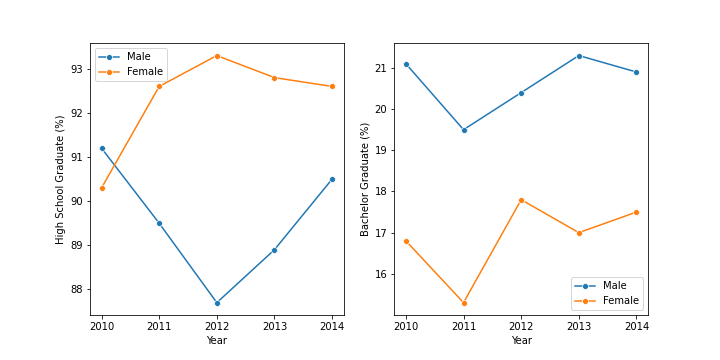 Male
Female
93
92
91
90
89
88
High School Graduate (%)
2010 2011 2012 2013 2014
Year
21
20
19
18
17
16
Bachelor Graduate (%)
Male
Female
2010 2011 2012 2013 2014
Year